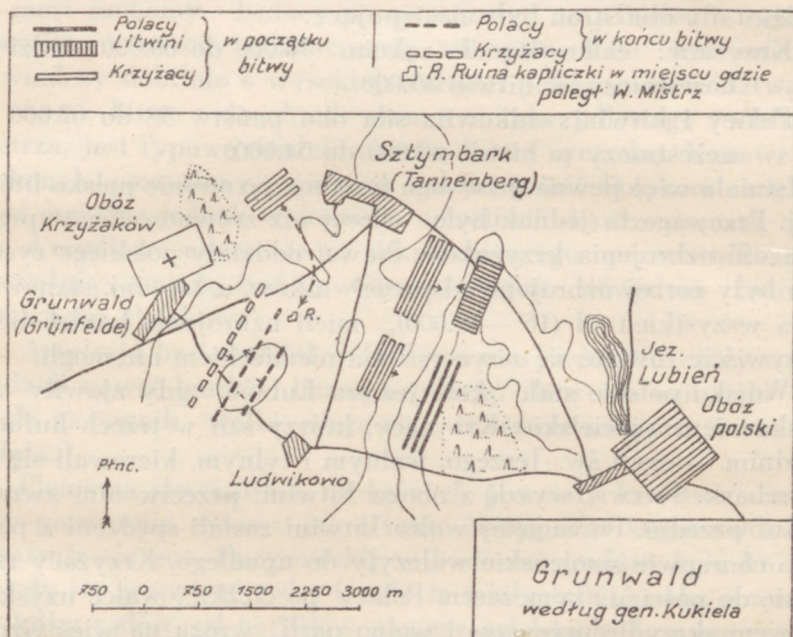 Polacy
Litwini
Krzyżacy
w początku
bitwy
Polacy
Krzyżacy
w końcu bitwy
R. Ruina kapliczki w miejscu gdzie
poległ W. Mistrz
Sztymbark
(Tannenberg)
Obóz
Krzyżaków
Grunwald
(Grünfelde)
R.
Jez.
Lubień
Obóz
polski
Ludwikowo
Płnc.
750 0 750 1500 2250 3000 m
Grunwald
według gen. Kukiela